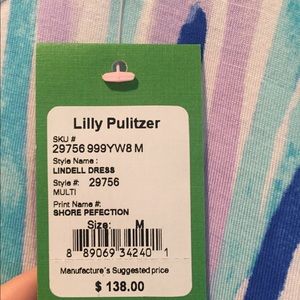 Lilly Pulitzer
SKU #
29756 999YW8 M
Style Name :
LINDELL DRESS
Style #: 29756
MULTI
Print Name #:
SHORE PEFECTION
Size: M
8 89069 34240 1
Manufacture's Suggested price
$ 138.00